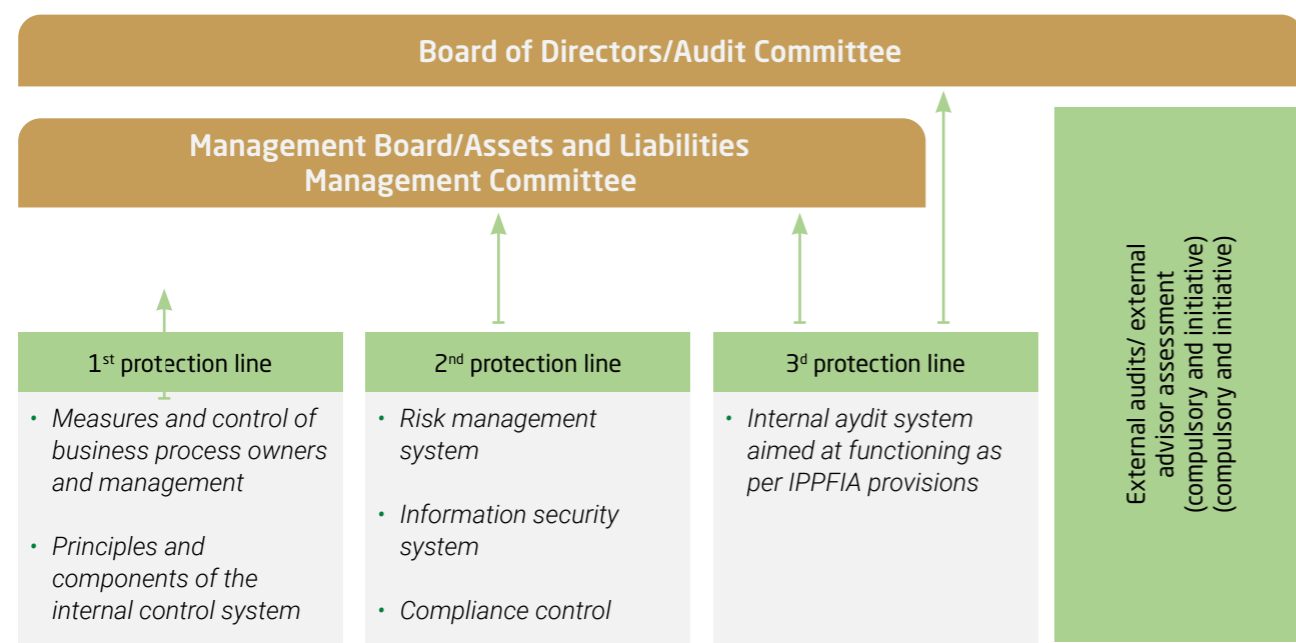 Board of Directors/Audit Committee
Management Board/Assets and Liabilities
Management Committee
1st protection line
• Measures and control of
business process owners
and management
• Principles and
components of the
internal control system
2nd protection line
• Risk management
system
• Information security
system
• Compliance control
3d protection line
• Internal aydit system
aimed at functioning as
per IPPFIA provisions
External audits/ external
advisor assessment
(compulsory and initiative)
(compulsory and initiative)